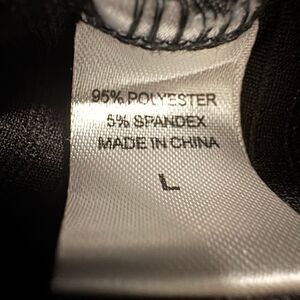 95% POLYESTER
5% SPANDEX
MADE IN CHINA
L